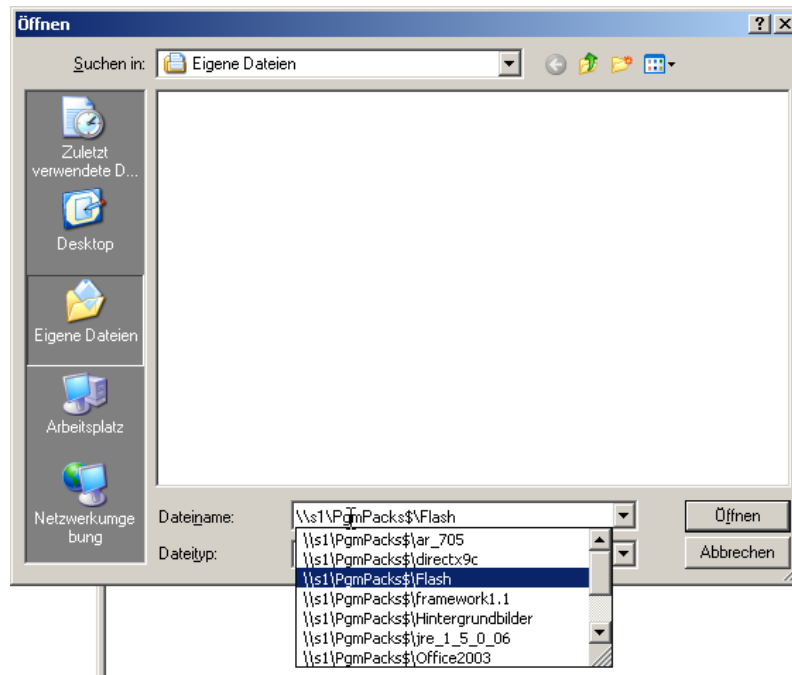 Öffnen
Suchen in:
Eigene Dateien
Zuletzt
verwendete D...
Desktop
Eigene Dateien
Arbeitsplatz
Netzwerkumge
bung
Dateiname:
\\s1\PgmPacks$\Flash
Öffnen
Dateityp:
Abbrechen
\\s1\PgmPacks$\ar_705
\\s1\PgmPacks$\directx9c
\\s1\PgmPacks$\Flash
\\s1\PgmPacks$\framework1.1
\\s1\PgmPacks$\Hintergrundbilder
\\s1\PgmPacks$\jre_1_5_0_06
\\s1\PgmPacks$\Office2003